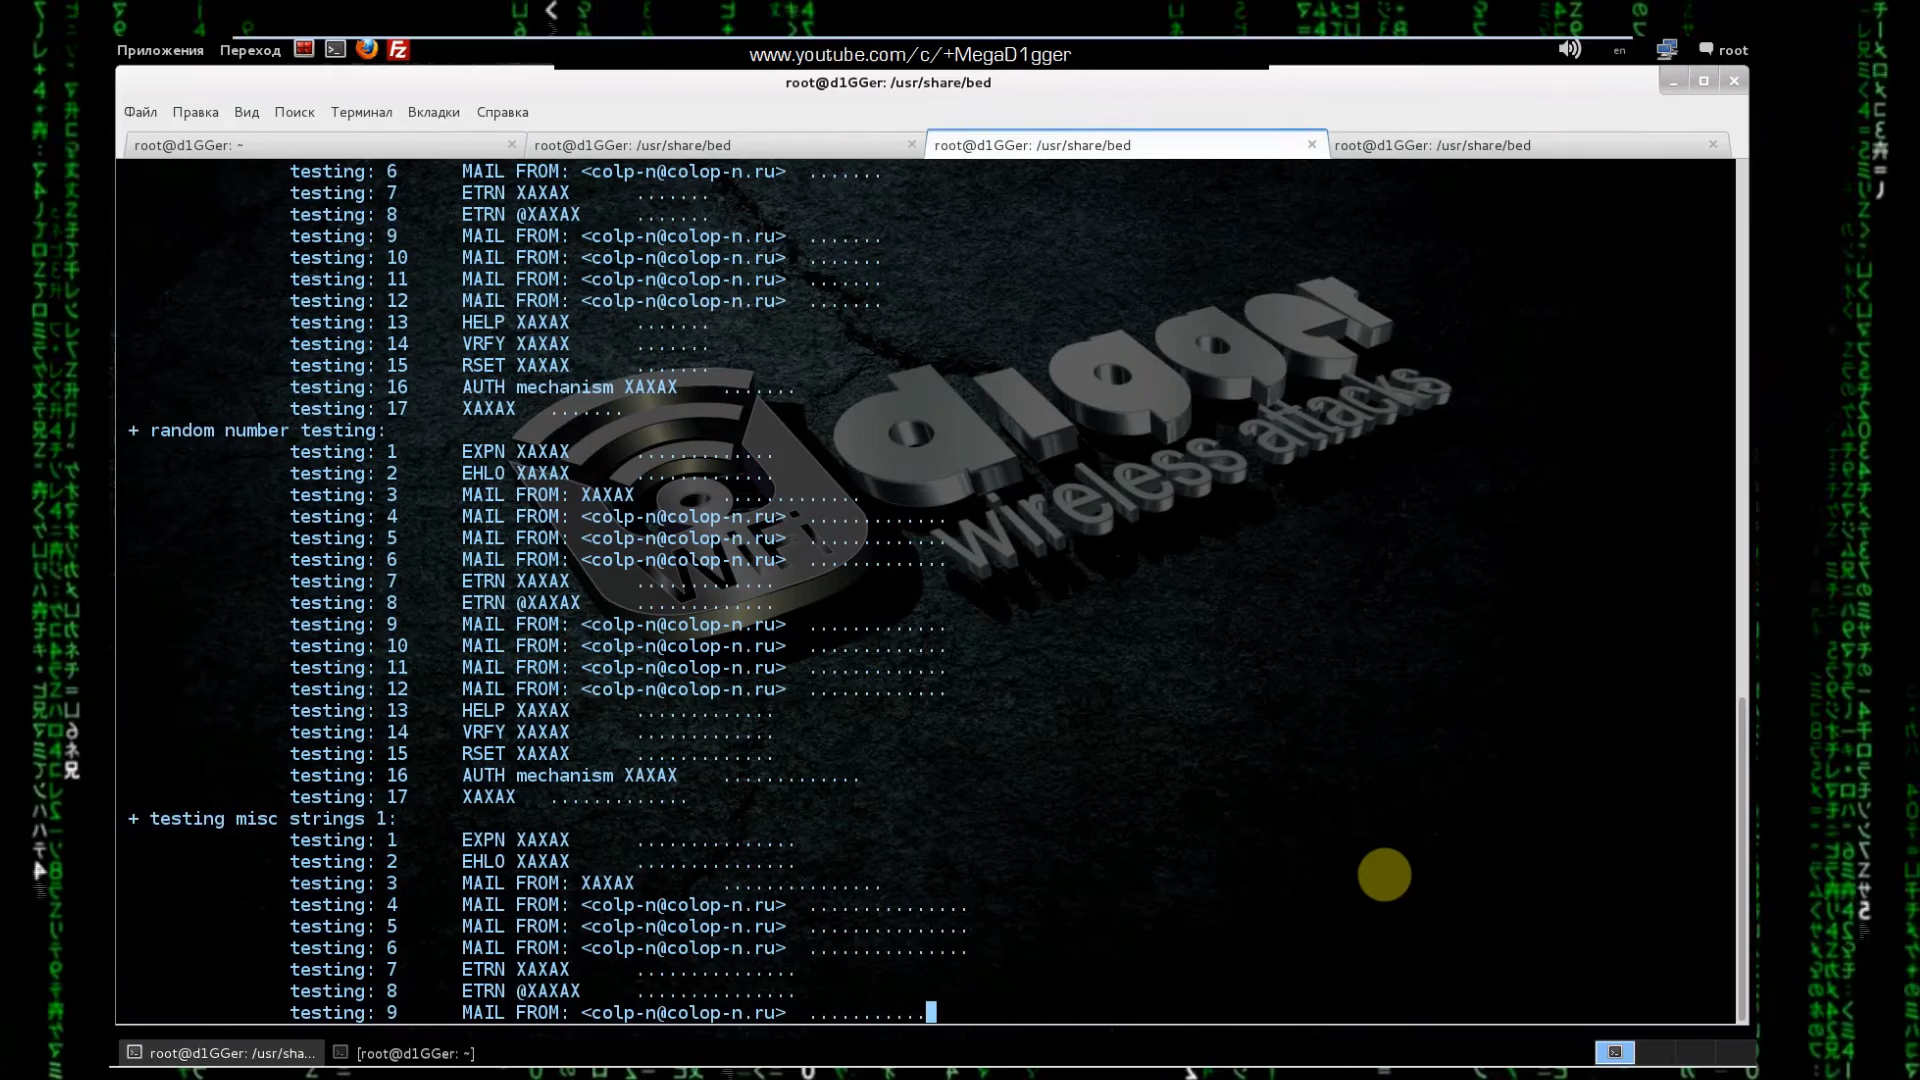 www.youtube.com/c/+MegaD1gger
Приложения Переход en root
root@d1GGer: /usr/share/bed
Файл Правка Вид Поиск Терминал Вкладки Справка
root@d1GGer: ~ root@d1GGer: /usr/share/bed root@d1GGer: /usr/share/bed root@d1GGer: /usr/share/bed
testing: 6 MAIL FROM: <colp-n@colop-n.ru> .......
testing: 7 ETRN XAXAX .......
testing: 8 ETRN @XAXAX .......
testing: 9 MAIL FROM: <colp-n@colop-n.ru> .......
testing: 10 MAIL FROM: <colp-n@colop-n.ru> .......
testing: 11 MAIL FROM: <colp-n@colop-n.ru> .......
testing: 12 MAIL FROM: <colp-n@colop-n.ru> .......
testing: 13 HELP XAXAX .......
testing: 14 VRFY XAXAX .......
testing: 15 RSET XAXAX .......
testing: 16 AUTH mechanism XAXAX .......
testing: 17 XAXAX .......
+ random number testing:
testing: 1 EXPN XAXAX .............
testing: 2 EHLO XAXAX .............
testing: 3 MAIL FROM: XAXAX .............
testing: 4 MAIL FROM: <colp-n@colop-n.ru> .............
testing: 5 MAIL FROM: <colp-n@colop-n.ru> .............
testing: 6 MAIL FROM: <colp-n@colop-n.ru> .............
testing: 7 ETRN XAXAX .............
testing: 8 ETRN @XAXAX .............
testing: 9 MAIL FROM: <colp-n@colop-n.ru> .............
testing: 10 MAIL FROM: <colp-n@colop-n.ru> .............
testing: 11 MAIL FROM: <colp-n@colop-n.ru> .............
testing: 12 MAIL FROM: <colp-n@colop-n.ru> .............
testing: 13 HELP XAXAX .............
testing: 14 VRFY XAXAX .............
testing: 15 RSET XAXAX .............
testing: 16 AUTH mechanism XAXAX .............
testing: 17 XAXAX .............
+ testing misc strings 1:
testing: 1 EXPN XAXAX ...............
testing: 2 EHLO XAXAX ...............
testing: 3 MAIL FROM: XAXAX ...............
testing: 4 MAIL FROM: <colp-n@colop-n.ru> ...............
testing: 5 MAIL FROM: <colp-n@colop-n.ru> ...............
testing: 6 MAIL FROM: <colp-n@colop-n.ru> ...............
testing: 7 ETRN XAXAX ...............
testing: 8 ETRN @XAXAX ...............
testing: 9 MAIL FROM: <colp-n@colop-n.ru> ...........
WiFi
d1gger
wireless attacks
root@d1GGer: /usr/sha... [root@d1GGer: ~]